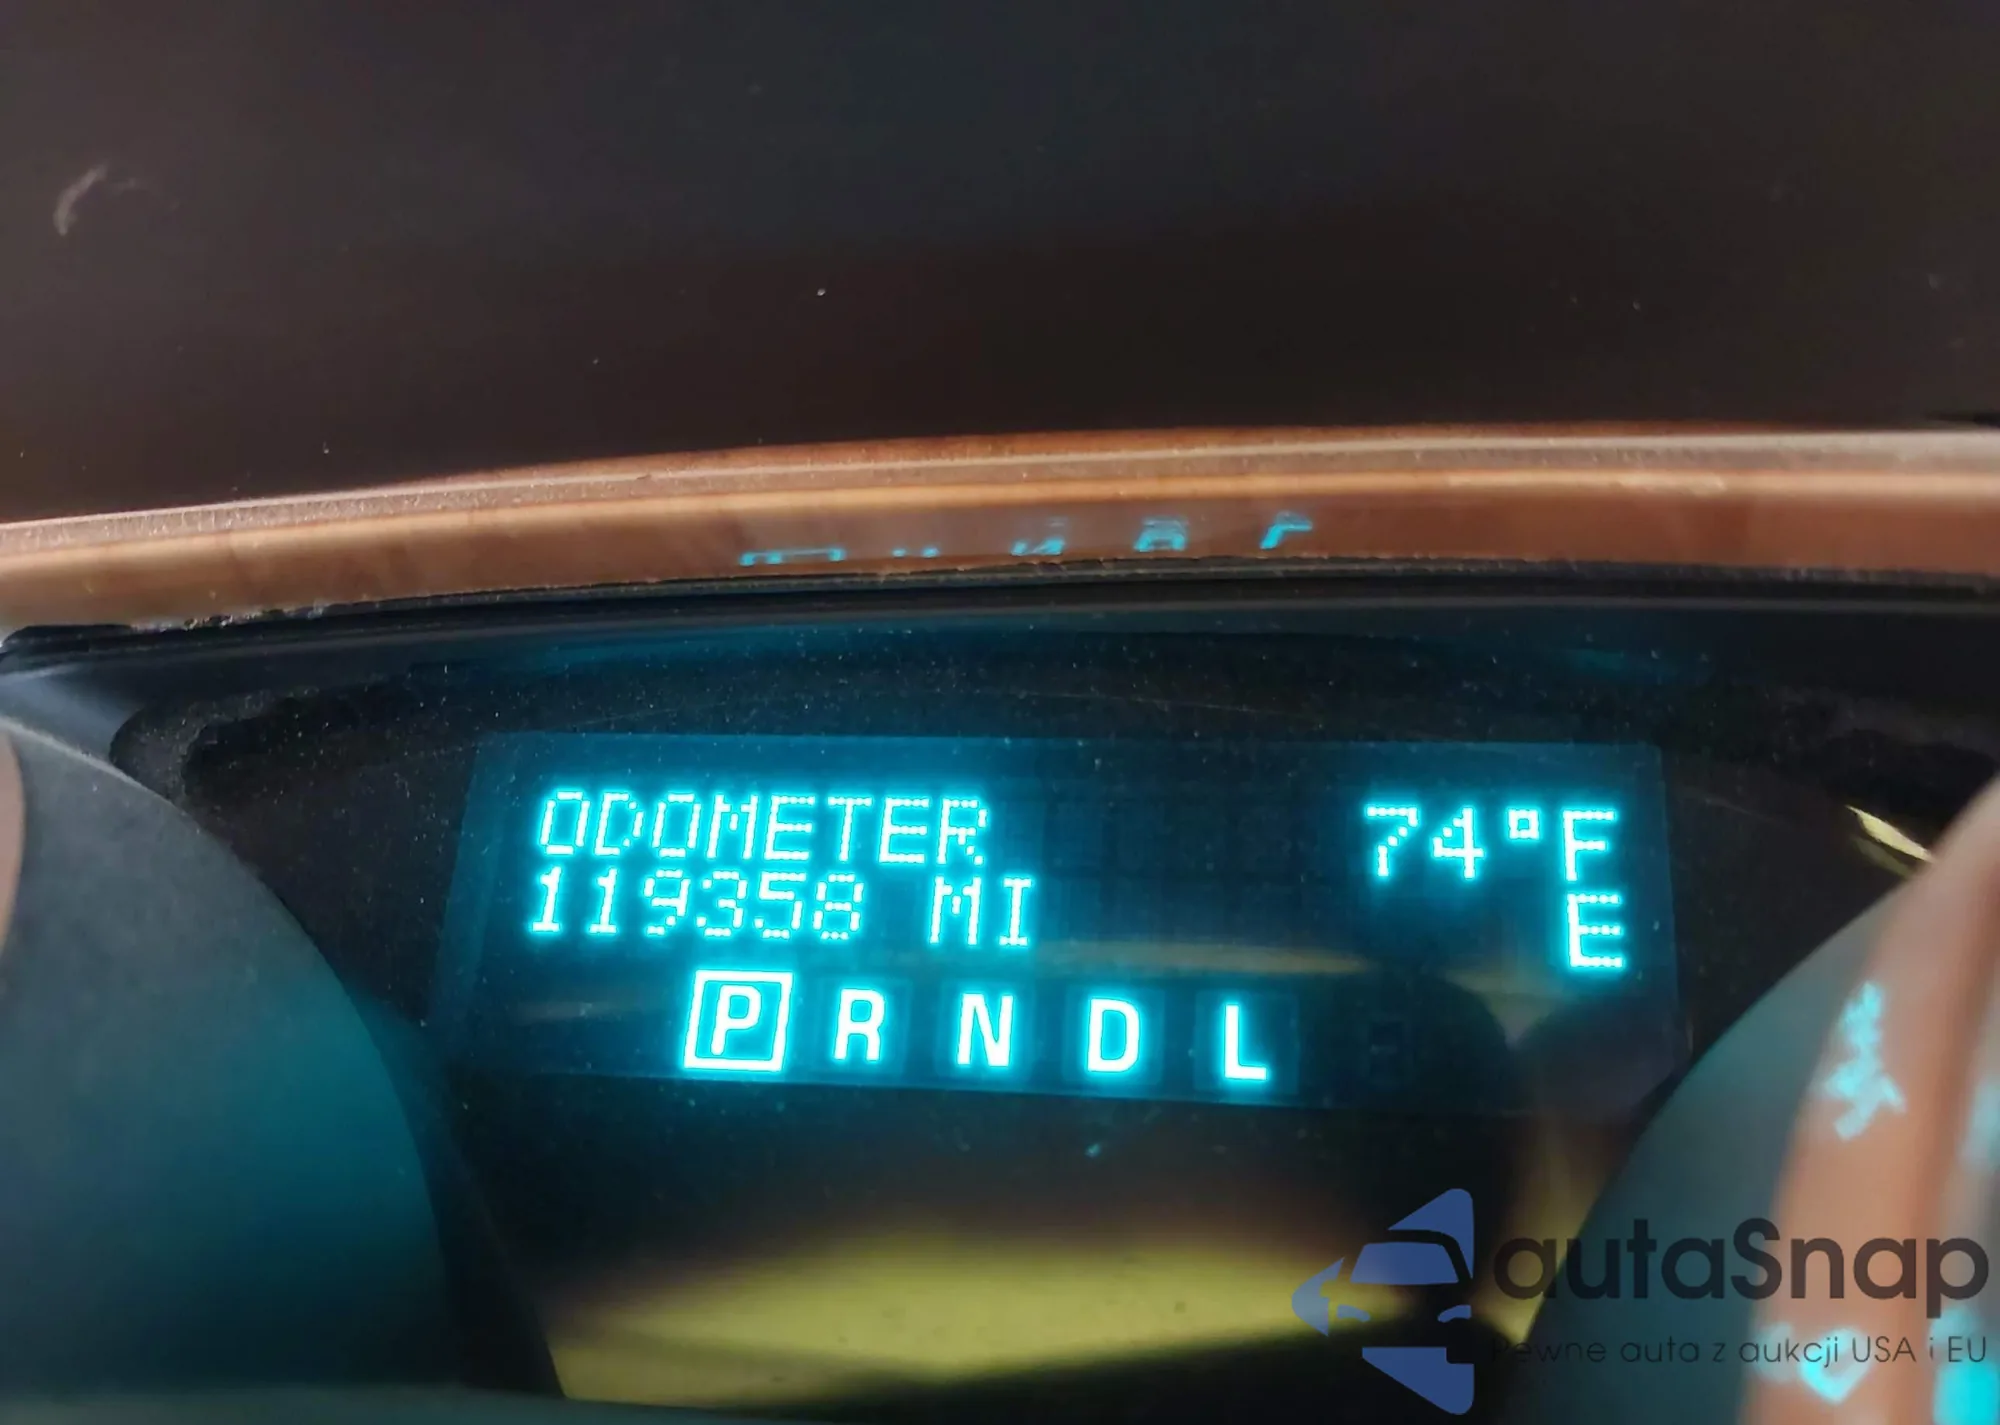 ODOMETER 74°F
119358 MI E
P R N D L
autaSnap
Pewne auta z aukcji USA i EU